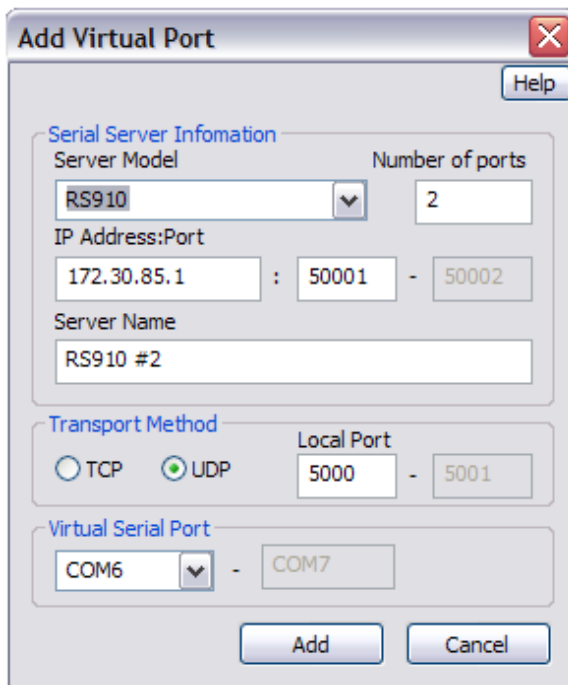 Add Virtual Port
Help
Serial Server Infomation
Server Model Number of ports
RS910 2
IP Address:Port
172.30.85.1 : 50001 - 50002
Server Name
RS910 #2
Transport Method
Local Port
TCP UDP 5000 - 5001
Virtual Serial Port
COM6 - COM7
Add Cancel